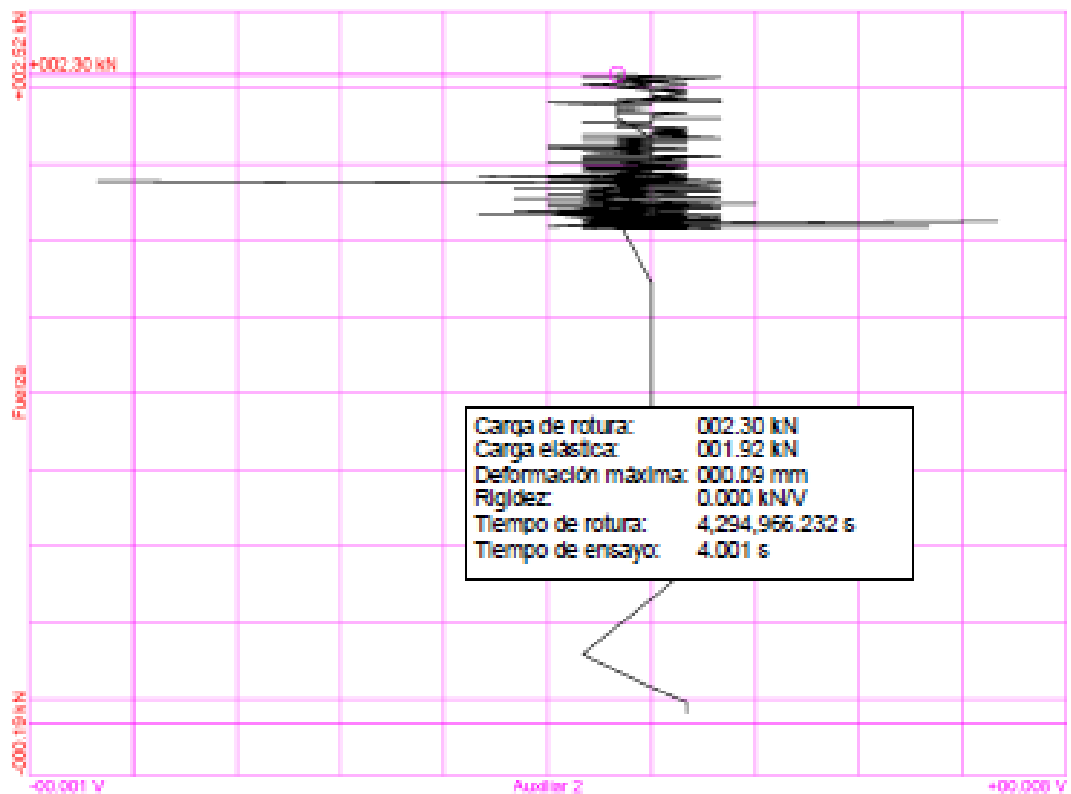 +002.52 kN
+002.30 kN
Fuerza
Carga de rotura: 002.30 kN
Carga elástica: 001.92 kN
Deformación máxima: 000.09 mm
Rigidez: 0.000 kN/V
Tiempo de rotura: 4,294,966.232 s
Tiempo de ensayo: 4.001 s
-000.19 kN
-00.001 V
Auxiliar 2
+00.008 V